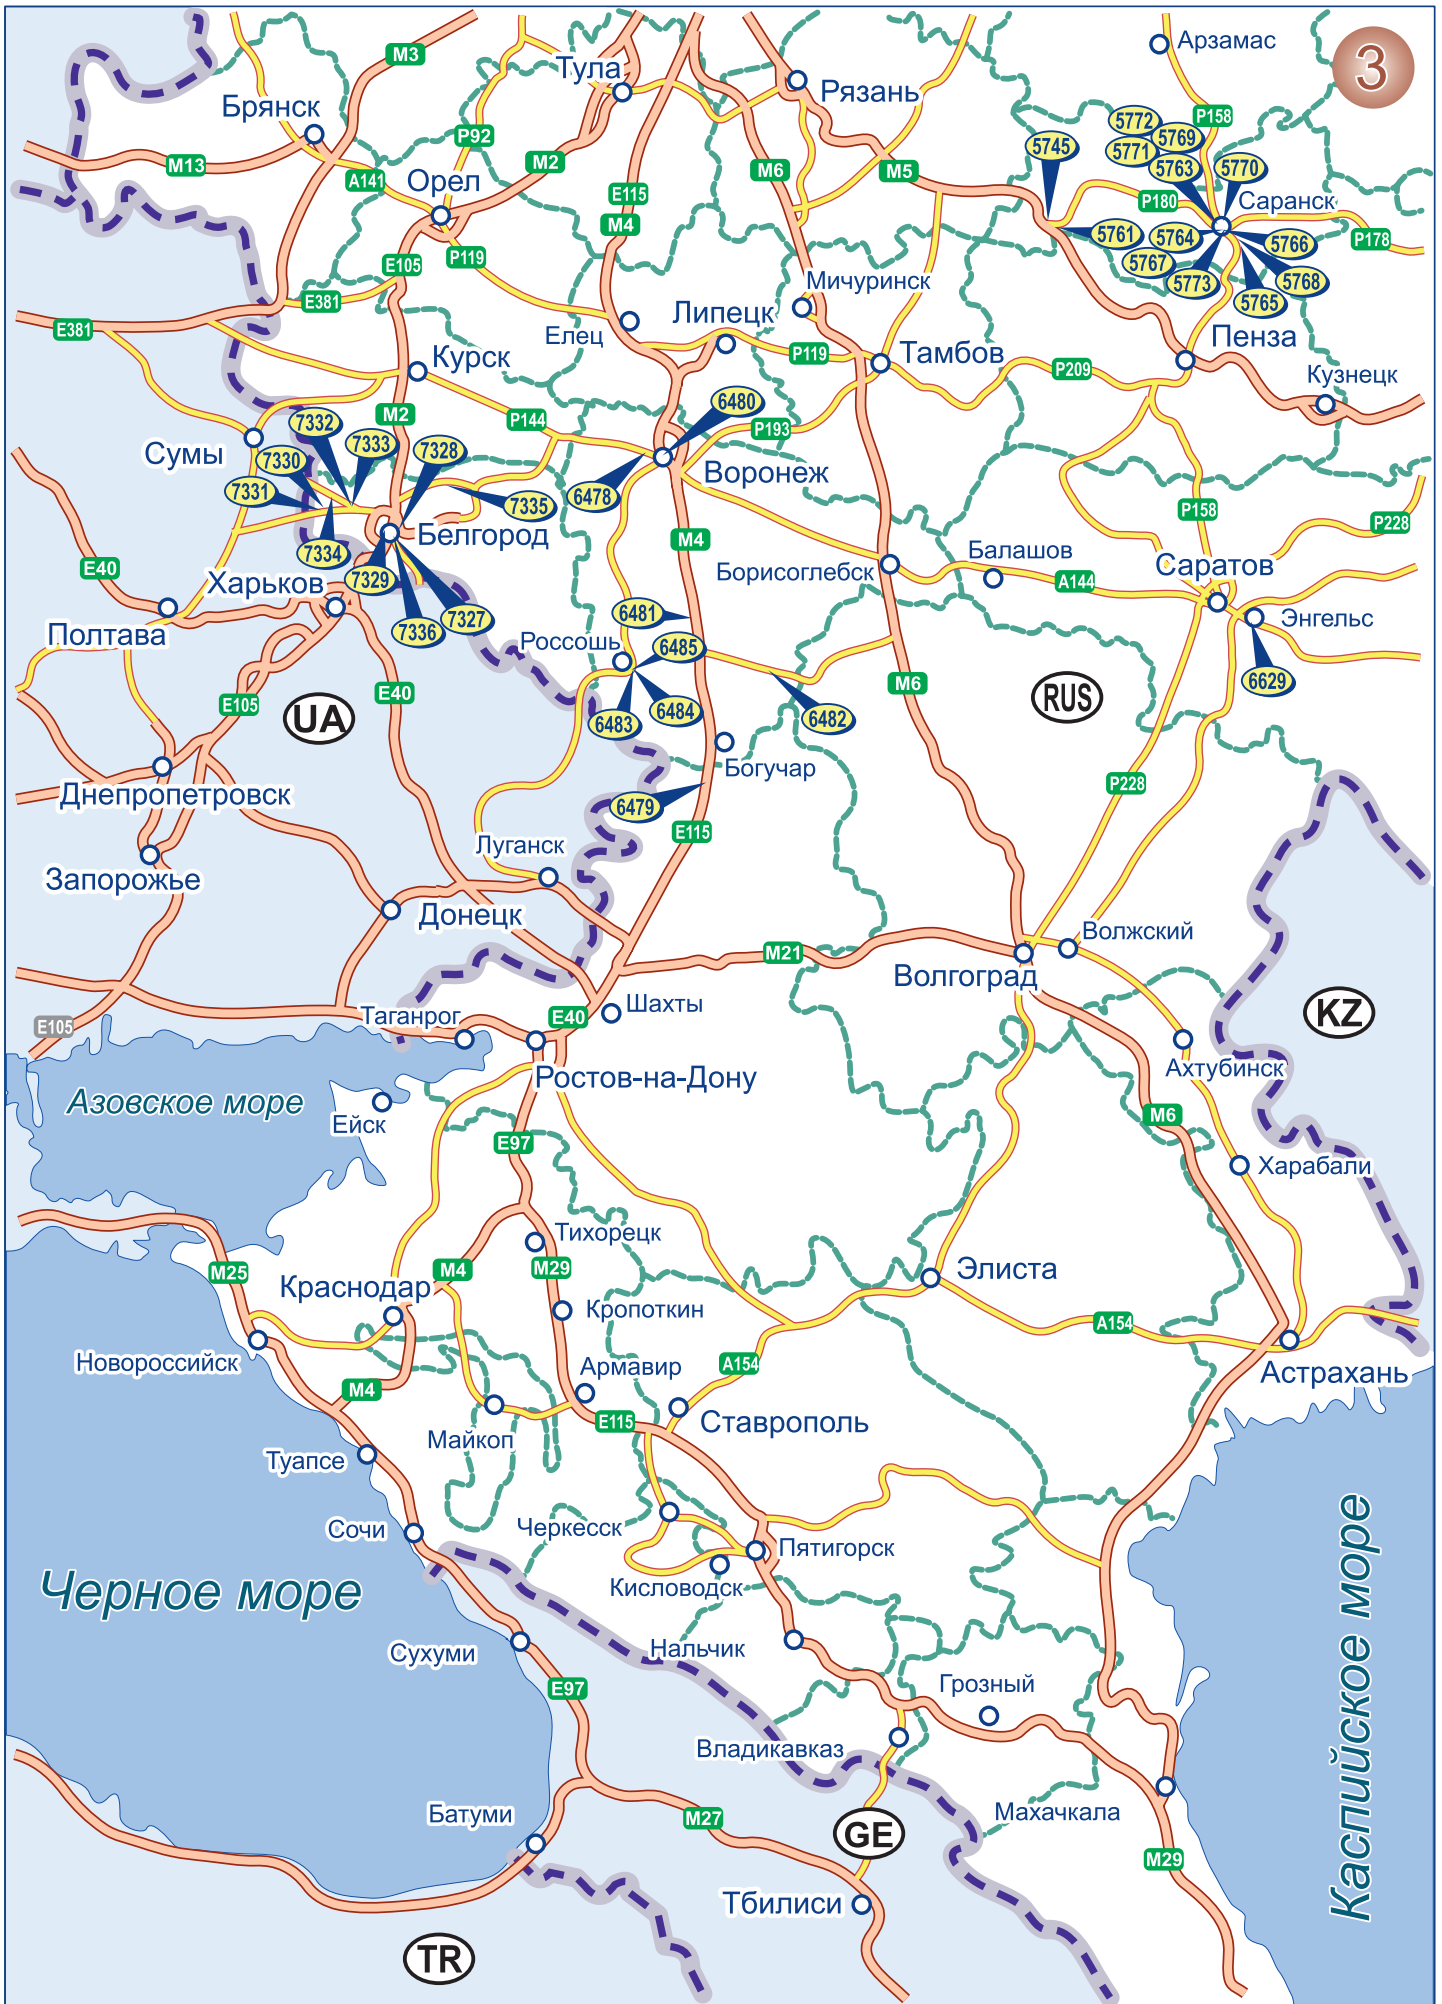 3
Арзамас
M3
Тула
Рязань
Брянск
P92
P158
5772
5769
5771
5745
5763
5770
M13
A141
M2
Орел
E115
M6
M5
P180
Саранск
M4
5761
5764
5766
P178
P119
E105
5767
5773
5768
5765
Мичуринск
E381
E381
Липецк
Елец
Пенза
P119
Тамбов
Курск
P209
Кузнецк
6480
M2
P144
P193
7332
7333
7328
Сумы
7330
Воронеж
7331
6478
7335
P158
P228
Белгород
7334
M4
E40
7329
Харьков
Борисоглебск
Балашов
A144
Саратов
6481
7327
7336
Энгельс
Полтава
Россошь
6485
6629
E105
E40
UA
M6
RUS
6483
6484
6482
Богучар
P228
Днепропетровск
6479
E115
Луганск
Запорожье
Донецк
Волжский
M21
Волгоград
Шахты
E40
Таганрог
E105
KZ
Ахтубинск
Ростов-на-Дону
Азовское море
Ейск
M6
E97
Харабали
Тихорецк
M25
M4
M29
Элиста
Краснодар
Кропоткин
A154
Новороссийск
Армавир
A154
Астрахань
M4
E115
Ставрополь
Майкоп
Туапсе
Черкесск
Сочи
Пятигорск
Кисловодск
Черное море
Каспийское море
Сухуми
Нальчик
E97
Грозный
Владикавказ
Батуми
M27
Махачкала
GE
M29
Тбилиси
TR